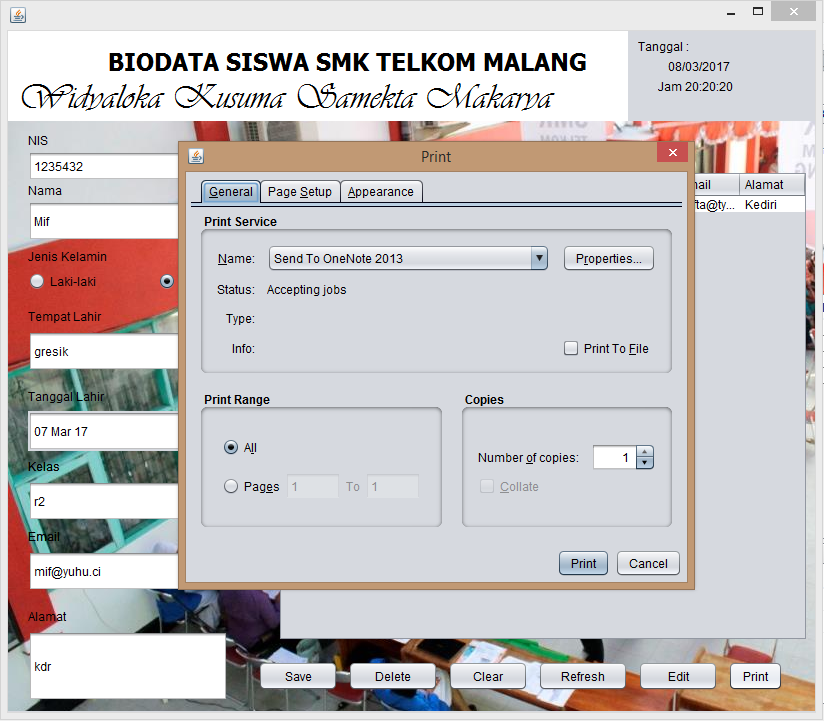 BIODATA SISWA SMK TELKOM MALANG
Widyaloka Kusuma Samekta Makarya
Tanggal :
08/03/2017
Jam 20:20:20
NIS
1235432
Nama
Mif
Jenis Kelamin
Laki-laki
Tempat Lahir
gresik
Tanggal Lahir
07 Mar 17
Kelas
r2
Email
mif@yuhu.ci
Alamat
kdr
Print
General Page Setup Appearance
Print Service
Name: Send To OneNote 2013 Properties...
Status: Accepting jobs
Type:
Info: Print To File
Print Range
All
Pages 1 To 1
Copies
Number of copies: 1
Collate
Print Cancel
Alamat
Kediri
Save Delete Clear Refresh Edit Print